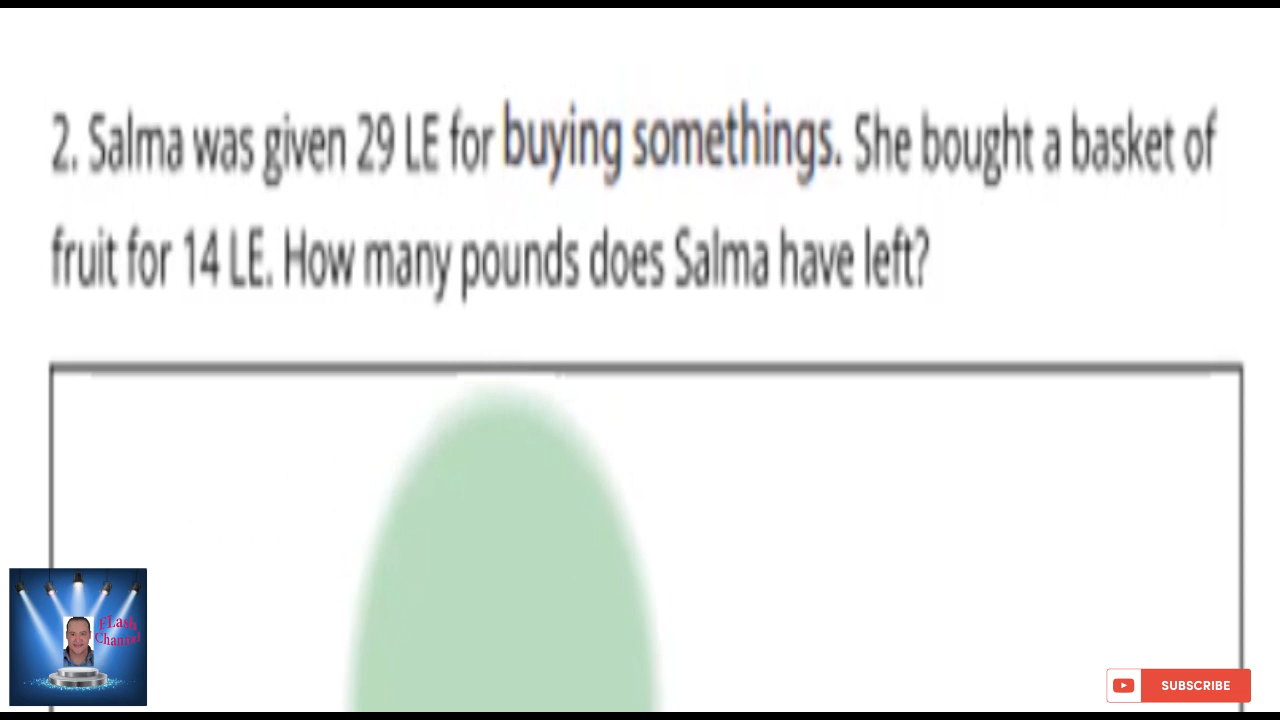 2. Salma was given 29 LE for buying somethings. She bought a basket of
fruit for 14 LE. How many pounds does Salma have left?
FLash
Channel
SUBSCRIBE